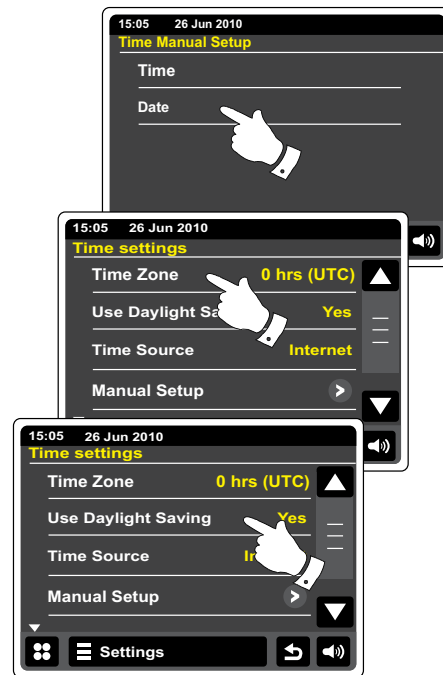 15:05 26 Jun 2010
Time Manual Setup
Time
Date
15:05 26 Jun 2010
Time settings
Time Zone 0 hrs (UTC)
Use Daylight Yes
Time Source Internet
Manual Setup
15:05 26 Jun 2010
Time settings
Time Zone 0 hrs (UTC)
Use Daylight Saving Yes
Time Source
Manual Setup
Settings